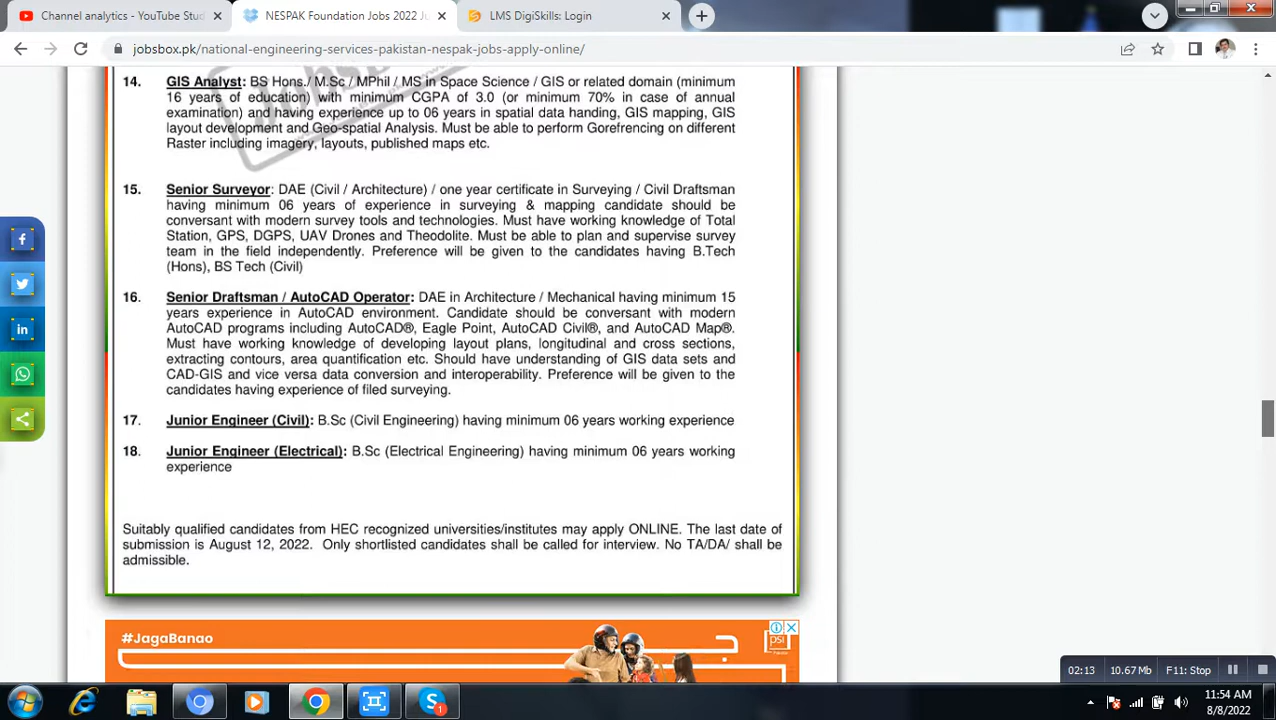 Channel analytics - YouTube Stud
NESPAK Foundation Jobs 2022 Ju
LMS DigiSkills: Login
jobsbox.pk/national-engineering-services-pakistan-nespak-jobs-apply-online/
14. GIS Analyst: BS Hons./ M.Sc / MPhil / MS in Space Science / GIS or related domain (minimum
16 years of education) with minimum CGPA of 3.0 (or minimum 70% in case of annual
examination) and having experience up to 06 years in spatial data handing, GIS mapping, GIS
layout development and Geo-spatial Analysis. Must be able to perform Gorefrencing on different
Raster including imagery, layouts, published maps etc.
15. Senior Surveyor: DAE (Civil / Architecture) / one year certificate in Surveying / Civil Draftsman
having minimum 06 years of experience in surveying & mapping candidate should be
conversant with modern survey tools and technologies. Must have working knowledge of Total
Station, GPS, DGPS, UAV Drones and Theodolite. Must be able to plan and supervise survey
team in the field independently. Preference will be given to the candidates having B.Tech
(Hons), BS Tech (Civil)
16. Senior Draftsman / AutoCAD Operator: DAE in Architecture / Mechanical having minimum 15
years experience in AutoCAD environment. Candidate should be conversant with modern
AutoCAD programs including AutoCAD®, Eagle Point, AutoCAD Civil®, and AutoCAD Map®.
Must have working knowledge of developing layout plans, longitudinal and cross sections,
extracting contours, area quantification etc. Should have understanding of GIS data sets and
CAD-GIS and vice versa data conversion and interoperability. Preference will be given to the
candidates having experience of filed surveying.
17. Junior Engineer (Civil): B.Sc (Civil Engineering) having minimum 06 years working experience
18. Junior Engineer (Electrical): B.Sc (Electrical Engineering) having minimum 06 years working
experience
Suitably qualified candidates from HEC recognized universities/institutes may apply ONLINE. The last date of
submission is August 12, 2022. Only shortlisted candidates shall be called for interview. No TA/DA/ shall be
admissible.
#JagaBanao
psi
02:13 10.67 Mb F11: Stop
11:54 AM
8/8/2022